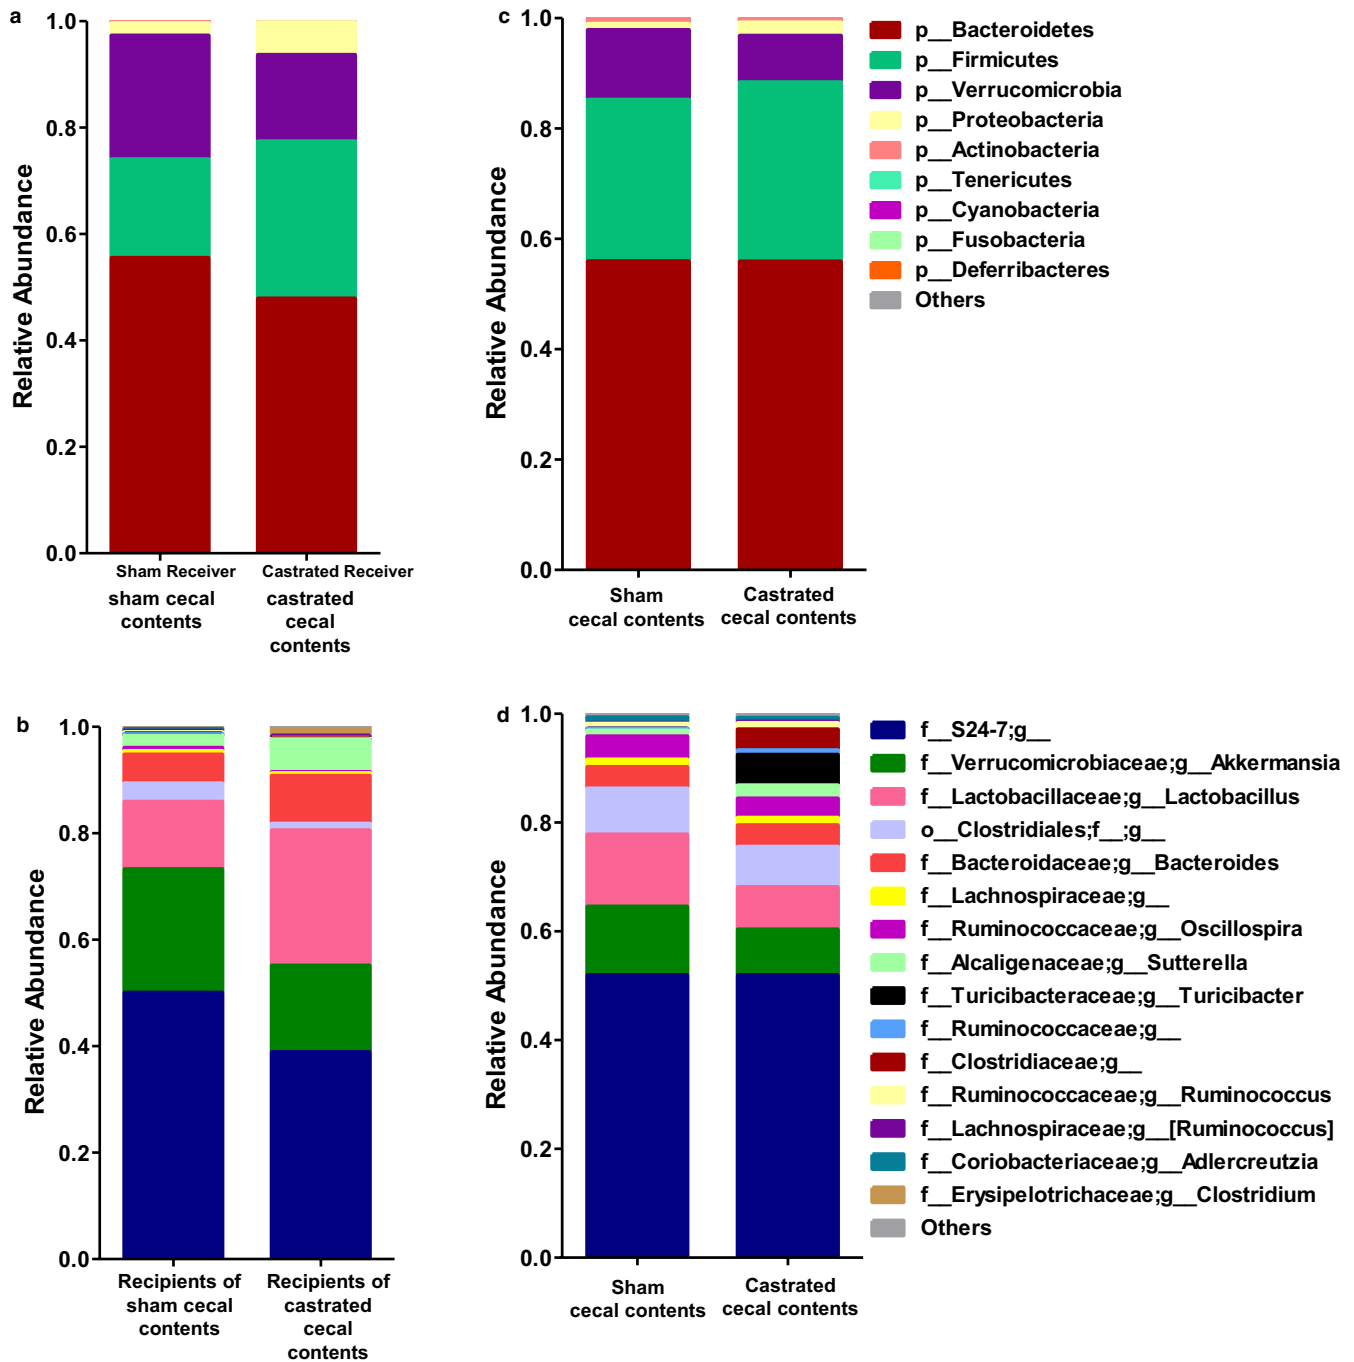 a
1.0
0.8
0.6
0.4
0.2
0.0
Relative Abundance
Sham Receiver
sham cecal
contents
Castrated Receiver
castrated
cecal
contents
c
1.0
0.8
0.6
0.4
0.2
0.0
Relative Abundance
Sham
cecal contents
Castrated
cecal contents
p__Bacteroidetes
p__Firmicutes
p__Verrucomicrobia
p__Proteobacteria
p__Actinobacteria
p__Tenericutes
p__Cyanobacteria
p__Fusobacteria
p__Deferribacteres
Others
b
1.0
0.8
0.6
0.4
0.2
0.0
Relative Abundance
Recipients of
sham cecal
contents
Recipients of
castrated
cecal
contents
d
1.0
0.8
0.6
0.4
0.2
0.0
Relative Abundance
Sham
cecal contents
Castrated
cecal contents
f__S24-7;g__
f__Verrucomicrobiaceae;g__Akkermansia
f__Lactobacillaceae;g__Lactobacillus
o__Clostridiales;f__;g__
f__Bacteroidaceae;g__Bacteroides
f__Lachnospiraceae;g__
f__Ruminococcaceae;g__Oscillospira
f__Alcaligenaceae;g__Sutterella
f__Turicibacteraceae;g__Turicibacter
f__Ruminococcaceae;g__
f__Clostridiaceae;g__
f__Ruminococcaceae;g__Ruminococcus
f__Lachnospiraceae;g__[Ruminococcus]
f__Coriobacteriaceae;g__Adlercreutzia
f__Erysipelotrichaceae;g__Clostridium
Others